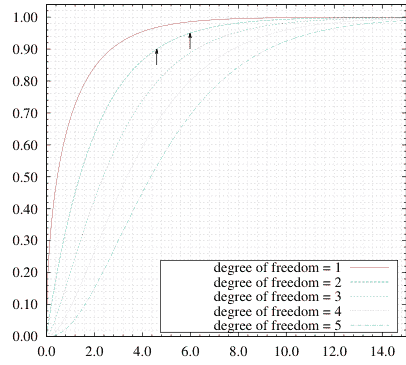 1.00
0.90
0.80
0.70
0.60
0.50
0.40
0.30
0.20
0.10
0.00
degree of freedom = 1
degree of freedom = 2
degree of freedom = 3
degree of freedom = 4
degree of freedom = 5
0.0 2.0 4.0 6.0 8.0 10.0 12.0 14.0